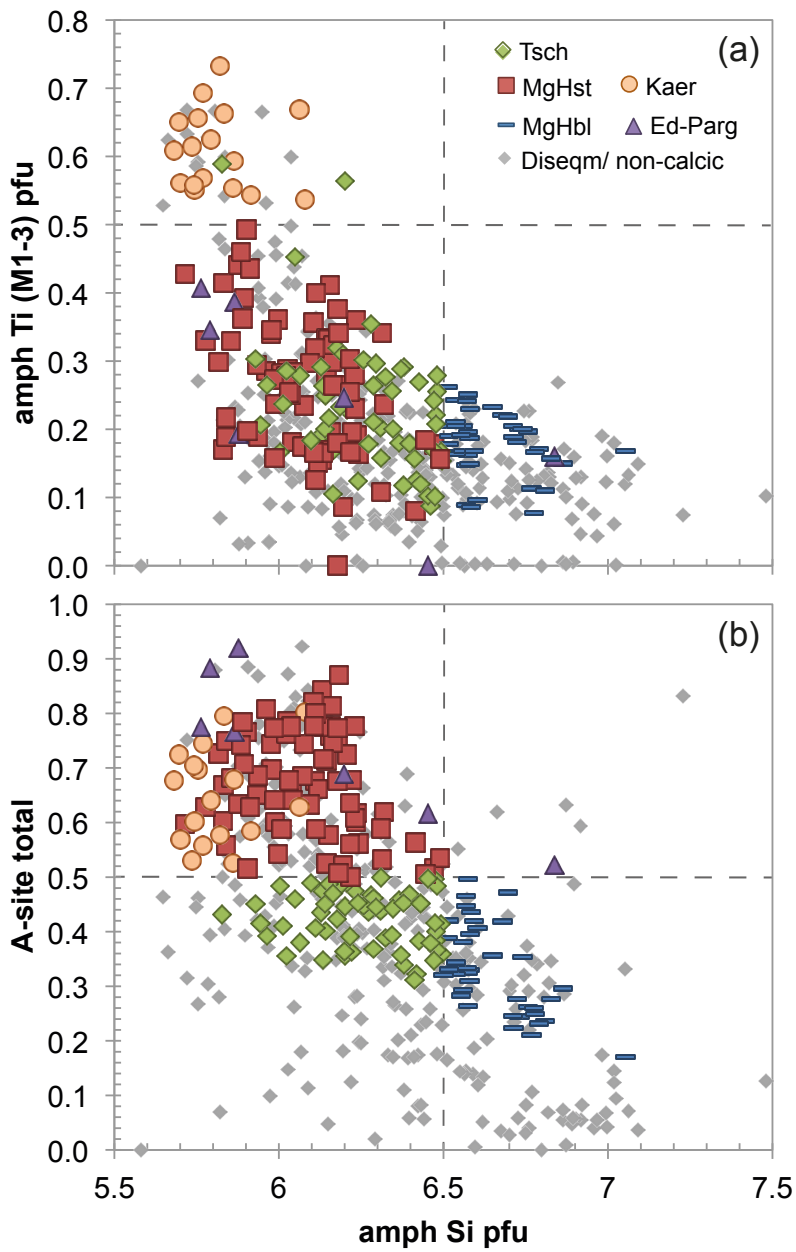 0.8
0.7
0.6
0.5
0.4
0.3
0.2
0.1
0.0
amph Ti (M1-3) pfu
(a)
Tsch
MgHst
Kaer
MgHbl
Ed-Parg
Diseqm/ non-calcic
1.0
0.9
0.8
0.7
0.6
0.5
0.4
0.3
0.2
0.1
0.0
A-site total
(b)
5.5
6
6.5
7
7.5
amph Si pfu